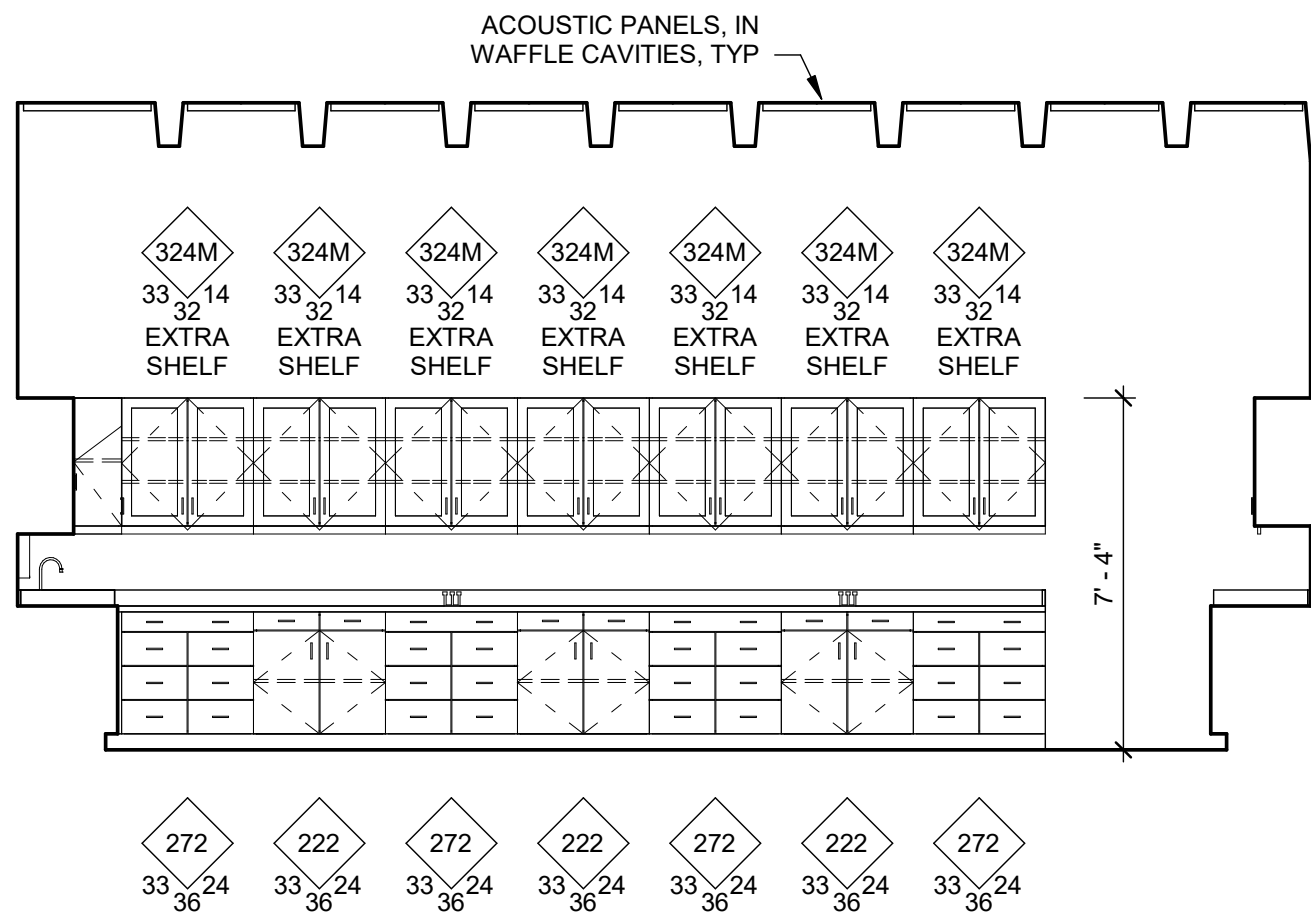 ACOUSTIC PANELS, IN
WAFFLE CAVITIES, TYP
324M 324M 324M 324M 324M 324M 324M
33 14 33 14 33 14 33 14 33 14 33 14 33 14
32 32 32 32 32 32 32
EXTRA EXTRA EXTRA EXTRA EXTRA EXTRA EXTRA
SHELF SHELF SHELF SHELF SHELF SHELF SHELF
7' - 4"
272 222 272 222 272 222 272
33 24 33 24 33 24 33 24 33 24 33 24 33 24
36 36 36 36 36 36 36